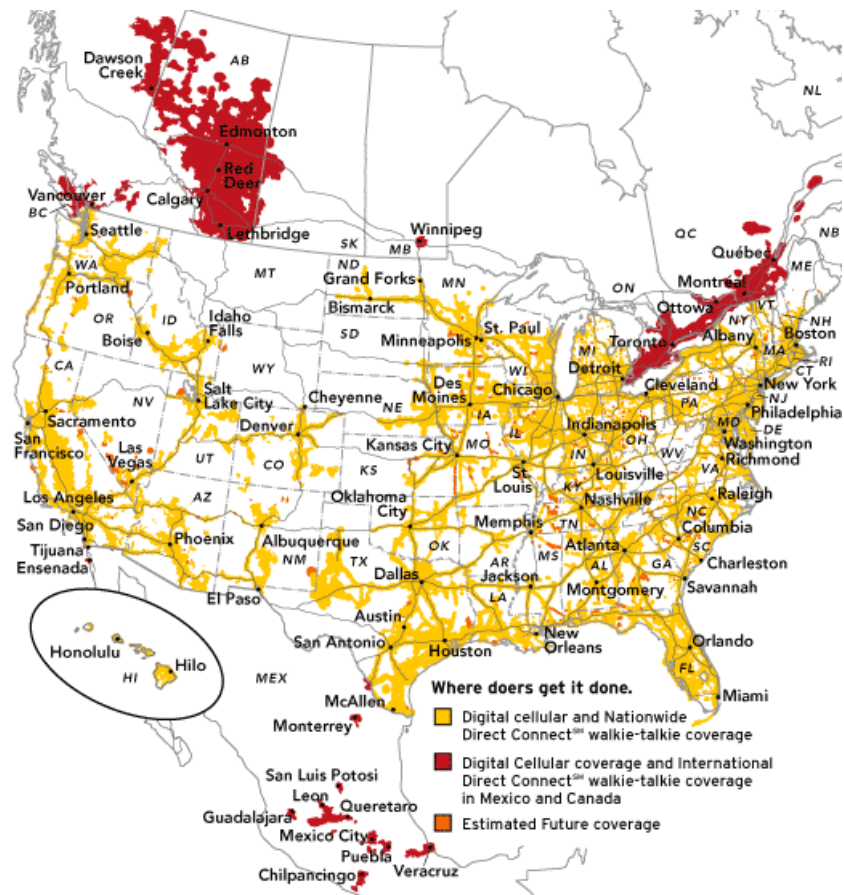 Dawson
Creek
AB
NL
Edmonton
Red
Deer
Vancouver
Calgary
BC
Lethbridge
Winnipeg
SK
MB
QC
NB
Québec
Seattle
WA
MT
ND
Grand Forks
MN
ON
Montréal
ME
Portland
Bismarck
Ottowa
VT
OR
ID
Idaho
Falls
SD
Minneapolis
St. Paul
Toronto
NY
Albany
NH
Boston
Boise
WI
MI
MA
RI
CT
CA
WY
Detroit
Cleveland
New York
NV
Salt
Lake City
Cheyenne
NE
Des
Moines
IA
Chicago
PA
NJ
Philadelphia
Sacramento
Denver
Indianapolis
OH
MD
DE
San
Francisco
Las
Vegas
UT
CO
KS
Kansas City
MO
IL
IN
WV
Washington
Richmond
St.
Louis
Louisville
VA
Los Angeles
AZ
Oklahoma
City
KY
Nashville
Raleigh
San Diego
Phoenix
Albuquerque
NM
TX
OK
Memphis
TN
NC
Columbia
Tijuana
Ensenada
AR
MS
Atlanta
SC
Charleston
El Paso
Dallas
Jackson
LA
AL
GA
Montgomery
Savannah
Austin
San Antonio
Houston
New
Orleans
Orlando
Honolulu
Hilo
HI
MEX
FL
Miami
McAllen
Monterrey
Where doers get it done.
Digital cellular and Nationwide
Direct Connect℠ walkie-talkie coverage
Digital Cellular coverage and International
Direct Connect℠ walkie-talkie coverage
in Mexico and Canada
Estimated Future coverage
San Luis Potosi
Leon
Queretaro
Guadalajara
Mexico City
Puebla
Veracruz
Chilpancingo